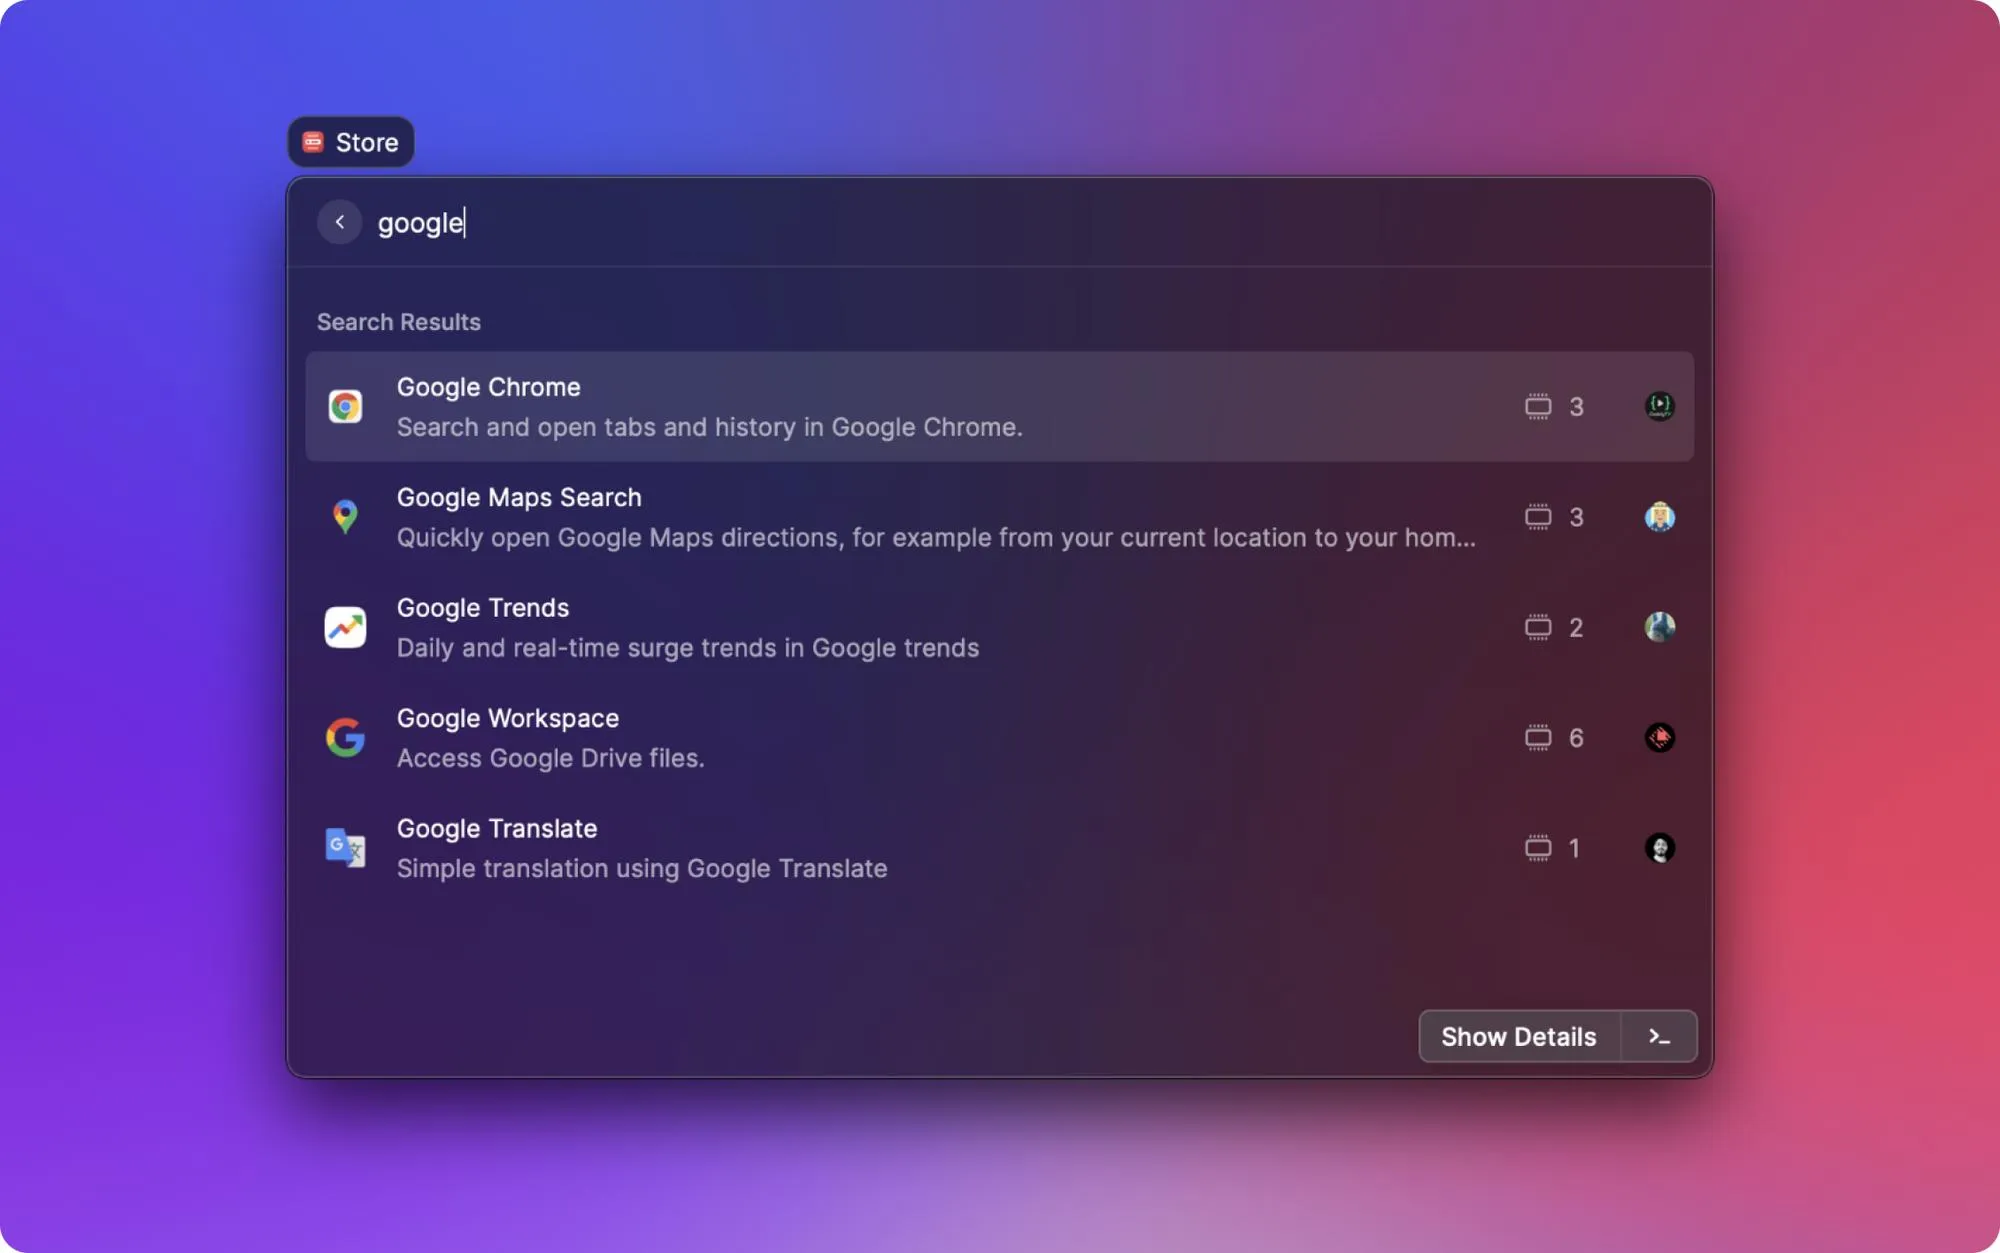 Store
google
Search Results
Google Chrome
Search and open tabs and history in Google Chrome.
3
Google Maps Search
Quickly open Google Maps directions, for example from your current location to your hom...
3
Google Trends
Daily and real-time surge trends in Google trends
2
Google Workspace
Access Google Drive files.
6
Google Translate
Simple translation using Google Translate
1
Show Details